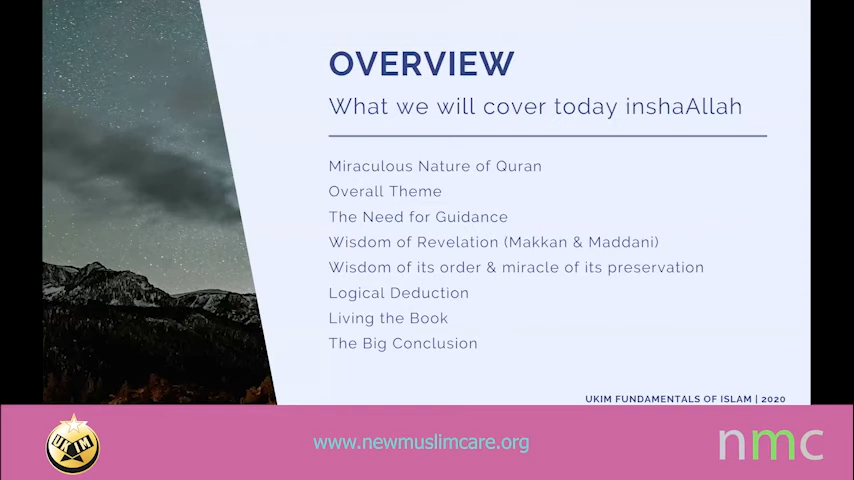 OVERVIEW
What we will cover today inshaAllah
Miraculous Nature of Quran
Overall Theme
The Need for Guidance
Wisdom of Revelation (Makkan & Maddani)
Wisdom of its order & miracle of its preservation
Logical Deduction
Living the Book
The Big Conclusion
UKIM FUNDAMENTALS OF ISLAM | 2020
UKIM
www.newmuslimcare.org
nmc